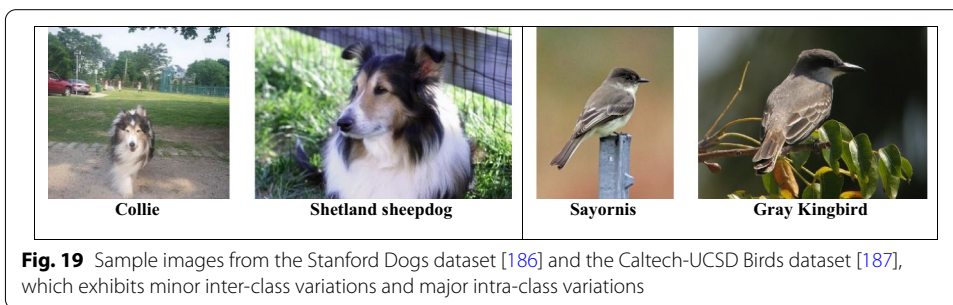 Collie
Shetland sheepdog
Sayornis
Gray Kingbird
Fig. 19 Sample images from the Stanford Dogs dataset [186] and the Caltech-UCSD Birds dataset [187],
which exhibits minor inter-class variations and major intra-class variations